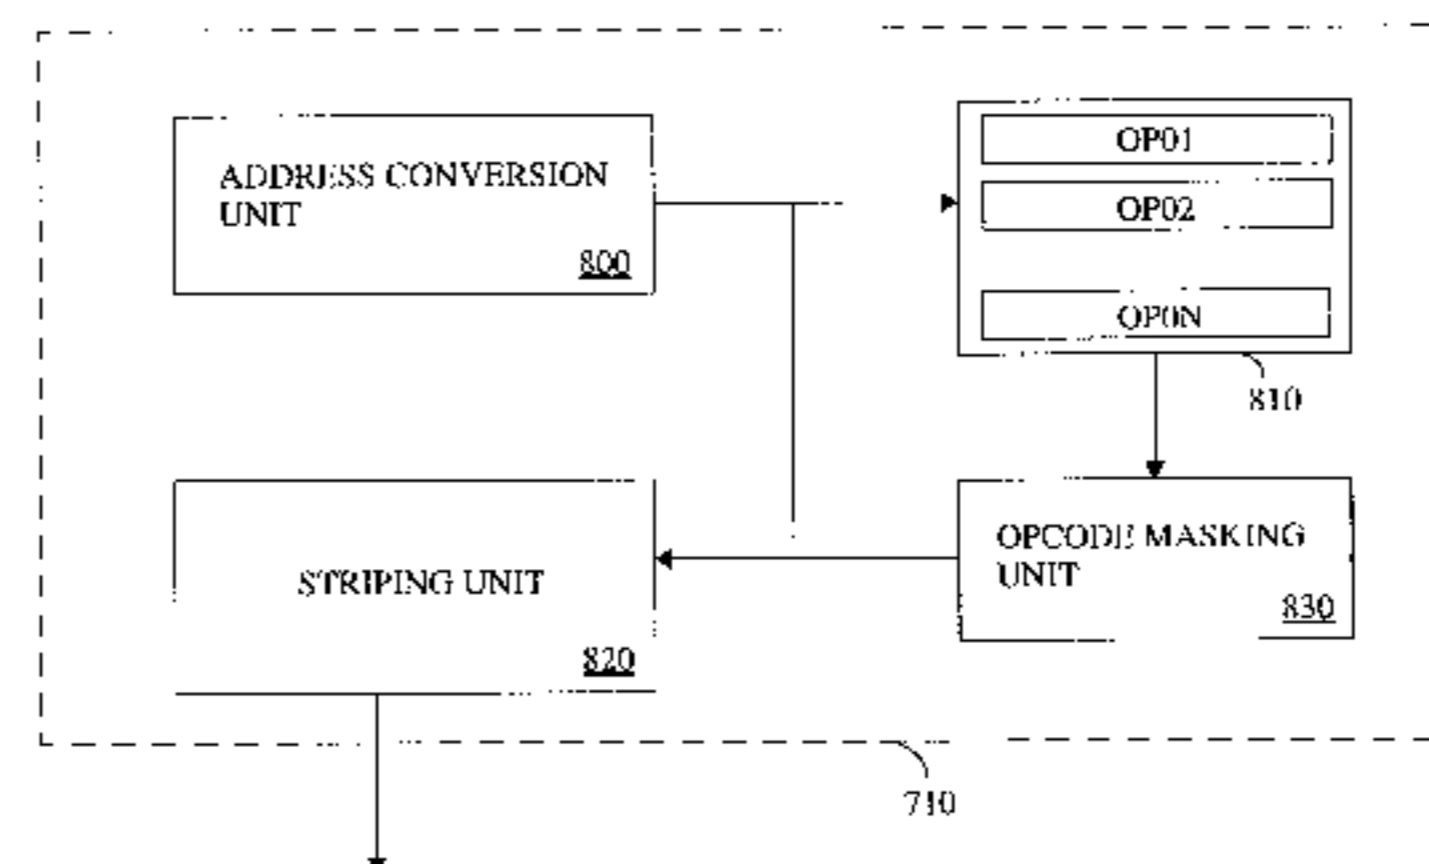 ADDRESS CONVERSION
UNIT
800
OP01
OP02
OP0N
810
STRIPING UNIT
820
OPCODE MASKING
UNIT
830
710